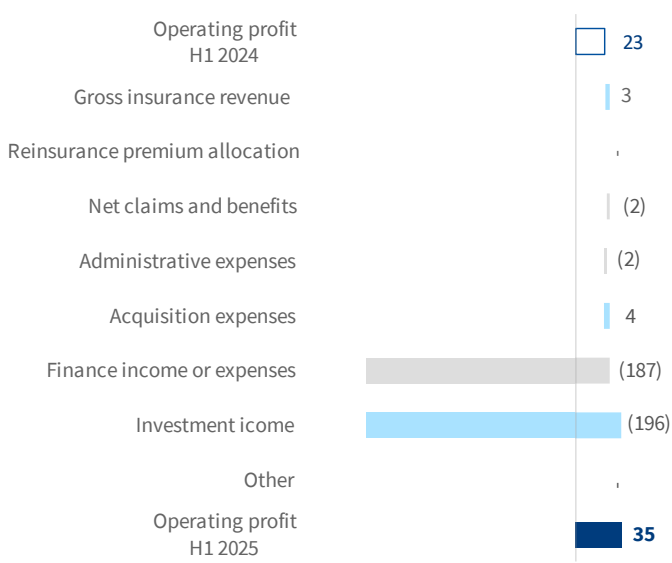 Operating profit
H1 2024
23
Gross insurance revenue
3
Reinsurance premium allocation
-
Net claims and benefits
(2)
Administrative expenses
(2)
Acquisition expenses
4
Finance income or expenses
(187)
Investment icome
(196)
Other
-
Operating profit
H1 2025
35